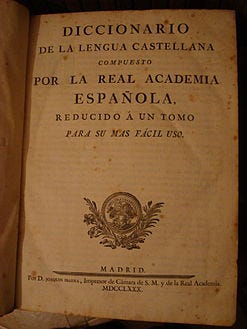 DICCIONARIO
DE LA LENGUA CASTELLANA
COMPUESTO
POR LA REAL ACADEMIA
ESPAÑOLA,
REDUCIDO Á UN TOMO
PARA SU MAS FÁCIL USO.
MADRID.
Por D. JOAQUIN IBARRA, Impresor de Cámara de S. M. y de la Real Academia.
MDCCLXXX.